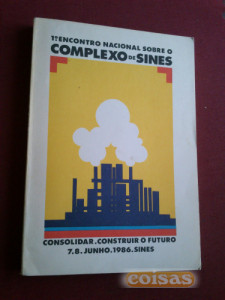 1º ENCONTRO NACIONAL SOBRE O
COMPLEXO DE SINES
CONSOLIDAR.CONSTRUIR O FUTURO
7.8.JUNHO.1986.SINES
coisas